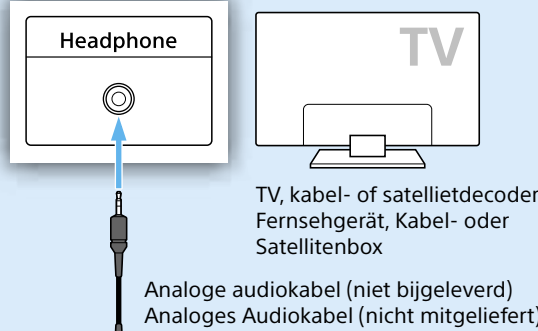 Headphone
TV
TV, kabel- of satellietdecoder
Fernsehgerät, Kabel- oder
Satellitenbox
Analoge audiokabel (niet bijgeleverd)
Analoges Audiokabel (nicht mitgeliefert)